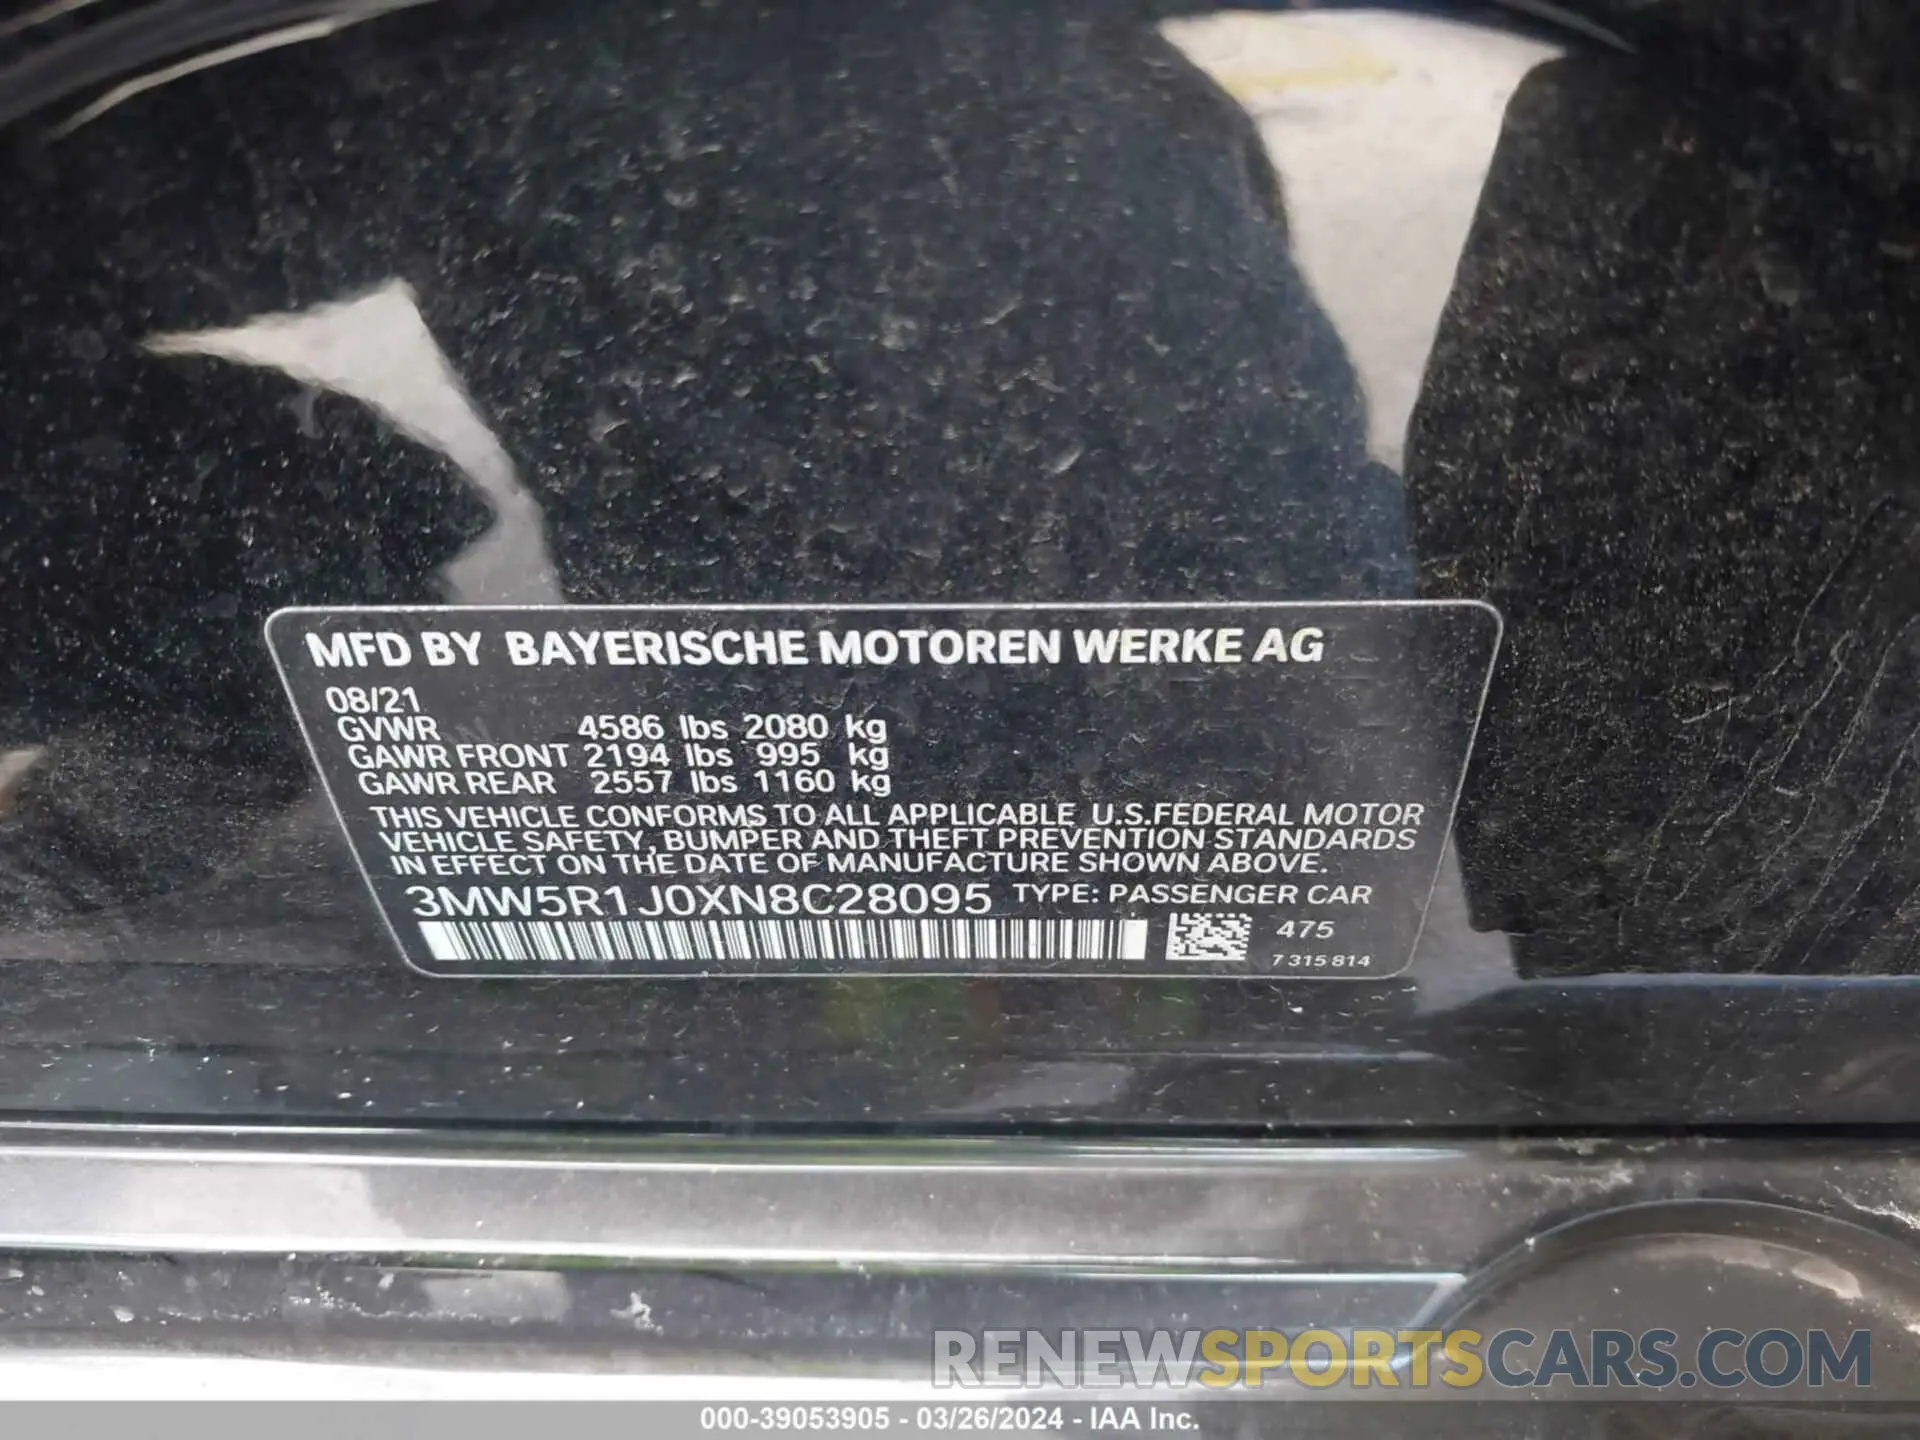 MFD BY BAYERISCHE MOTOREN WERKE AG
08/21
GVWR 4586 lbs 2080 kg
GAWR FRONT 2194 lbs 995 kg
GAWR REAR 2557 lbs 1160 kg
THIS VEHICLE CONFORMS TO ALL APPLICABLE U.S.FEDERAL MOTOR
VEHICLE SAFETY, BUMPER AND THEFT PREVENTION STANDARDS
IN EFFECT ON THE DATE OF MANUFACTURE SHOWN ABOVE.
3MW5R1J0XN8C28095 TYPE: PASSENGER CAR
475
7 315 814
RENEWSPORTSCARS.COM
000-39053905 - 03/26/2024 - IAA Inc.